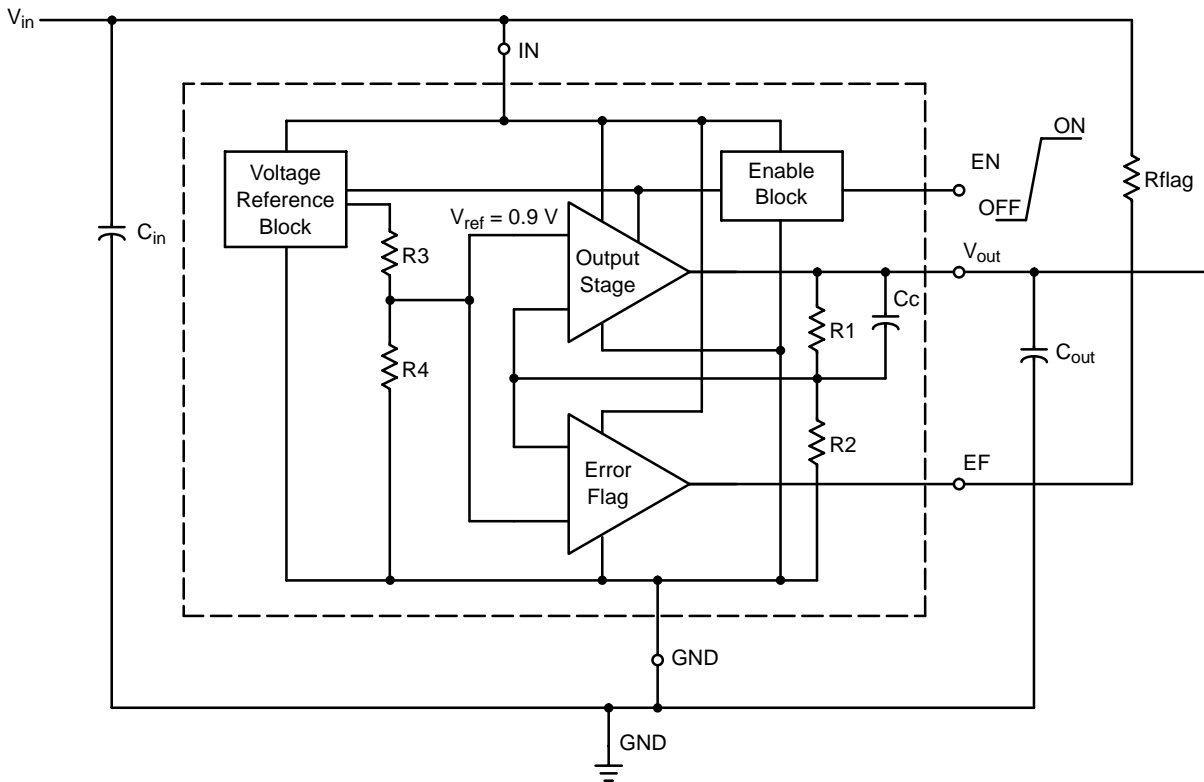 Vin
IN
ON
EN
OFF
Voltage
Reference
Block
Enable
Block
Rflag
Vref = 0.9 V
Cin
R3
Output
Stage
Vout
Cc
R1
Cout
R4
R2
Error
Flag
EF
GND
GND